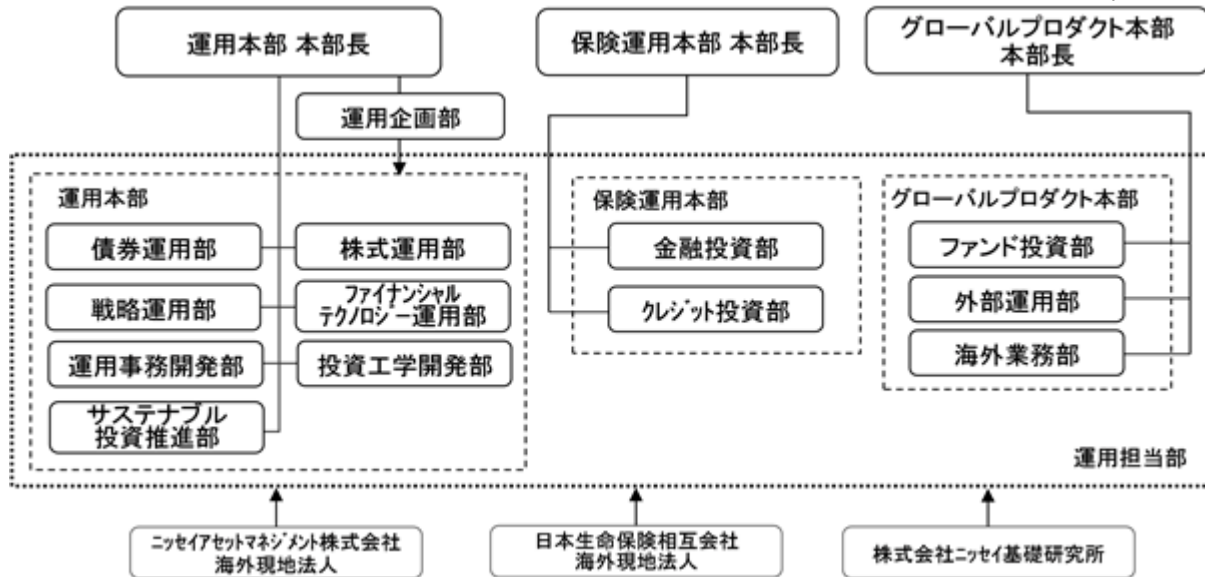 運用本部 本部長
保険運用本部 本部長
グローバルプロダクト本部
本部長
運用企画部
運用本部
債券運用部
株式運用部
戦略運用部
ファイナンシャル
テクノロジー運用部
運用事務開発部
投資工学開発部
サステナブル
投資推進部
保険運用本部
金融投資部
クレジット投資部
グローバルプロダクト本部
ファンド投資部
外部運用部
海外業務部
運用担当部
ニッセイアセットマネジメント株式会社
海外現地法人
日本生命保険相互会社
海外現地法人
株式会社ニッセイ基礎研究所